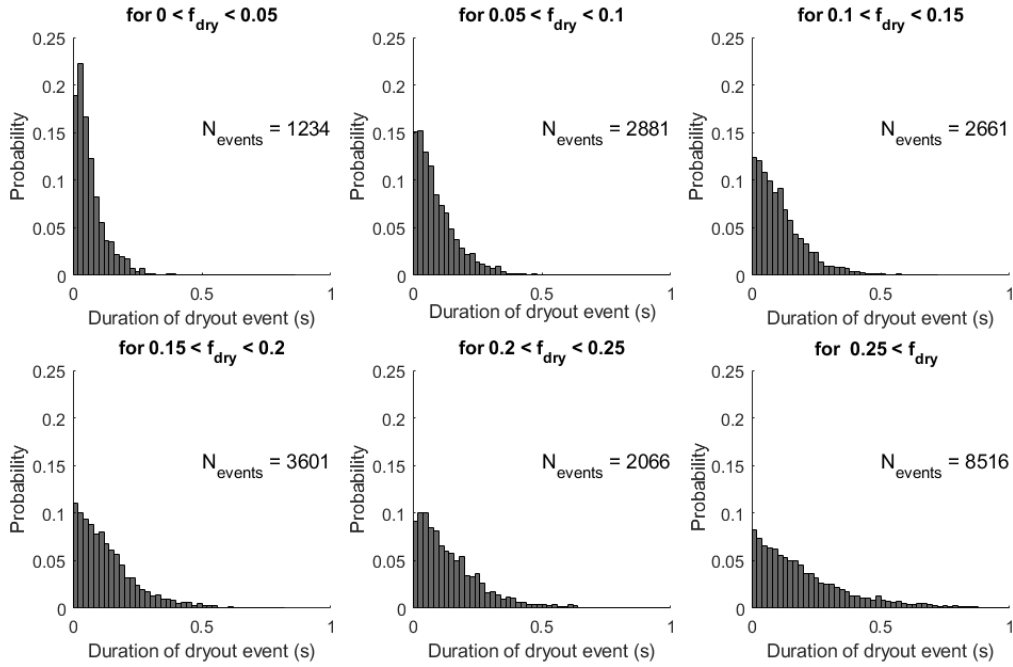 for 0 < f_dry < 0.05
0.25
0.2
0.15
0.1
0.05
0
Probability
N_events = 1234
0
0.5
1
Duration of dryout event (s)
for 0.05 < f_dry < 0.1
0.25
0.2
0.15
0.1
0.05
0
Probability
N_events = 2881
0
0.5
1
Duration of dryout event (s)
for 0.1 < f_dry < 0.15
0.25
0.2
0.15
0.1
0.05
0
Probability
N_events = 2661
0
0.5
1
Duration of dryout event (s)
for 0.15 < f_dry < 0.2
0.25
0.2
0.15
0.1
0.05
0
Probability
N_events = 3601
0
0.5
1
Duration of dryout event (s)
for 0.2 < f_dry < 0.25
0.25
0.2
0.15
0.1
0.05
0
Probability
N_events = 2066
0
0.5
1
Duration of dryout event (s)
for 0.25 < f_dry
0.25
0.2
0.15
0.1
0.05
0
Probability
N_events = 8516
0
0.5
1
Duration of dryout event (s)